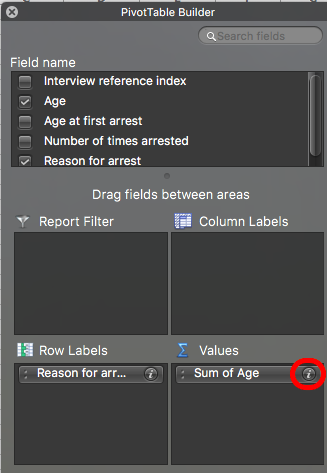 PivotTable Builder
Search fields
Field name
Interview reference index
Age
Age at first arrest
Number of times arrested
Reason for arrest
Drag fields between areas
Report Filter
Column Labels
Row Labels
Values
Reason for arr...
Sum of Age